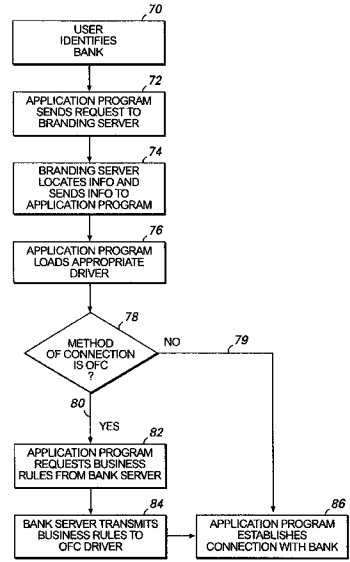 70
USER
IDENTIFIES
BANK
72
APPLICATION PROGRAM
SENDS REQUEST TO
BRANDING SERVER
74
BRANDING SERVER
LOCATES INFO AND
SENDS INFO TO
APPLICATION PROGRAM
76
APPLICATION PROGRAM
LOADS APPROPRIATE
DRIVER
78
METHOD
OF CONNECTION
IS OFC
?
NO
79
80
YES
82
APPLICATION PROGRAM
REQUESTS BUSINESS
RULES FROM BANK SERVER
84
BANK SERVER TRANSMITS
BUSINESS RULES TO
OFC DRIVER
86
APPLICATION PROGRAM
ESTABLISHES
CONNECTION WITH BANK